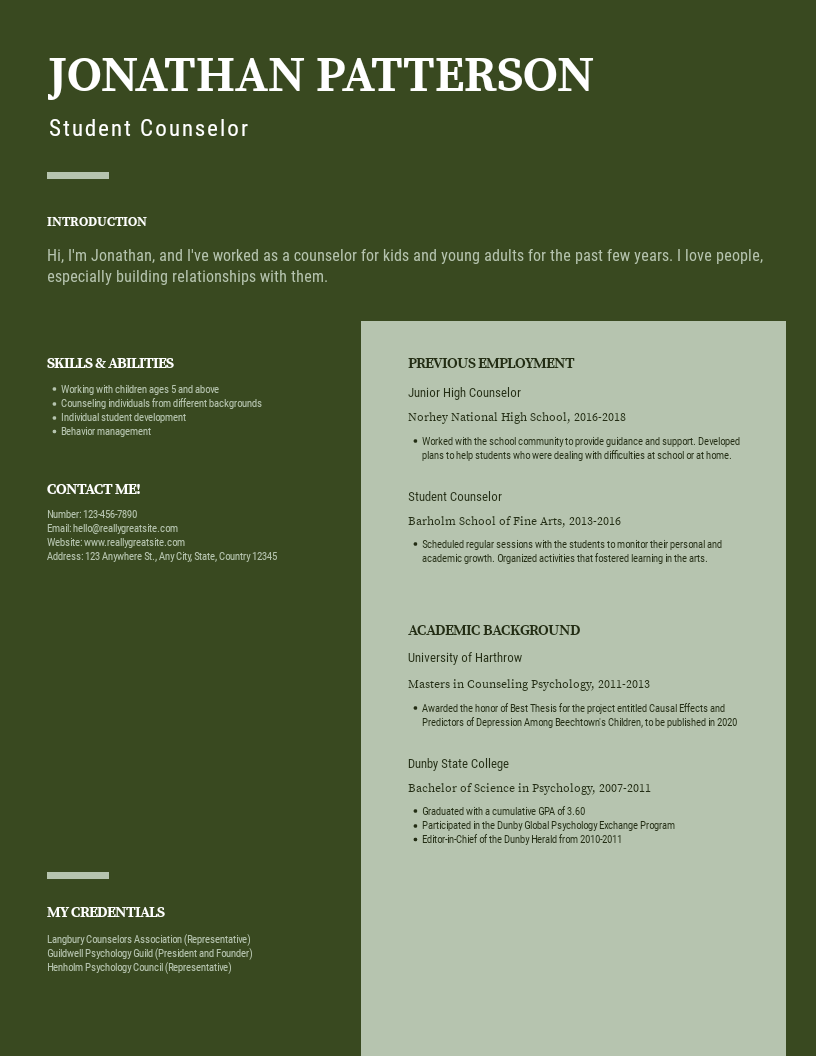 JONATHAN PATTERSON
Student Counselor
INTRODUCTION
Hi, I'm Jonathan, and I've worked as a counselor for kids and young adults for the past few years. I love people,
especially building relationships with them.
SKILLS & ABILITIES
• Working with children ages 5 and above
• Counseling individuals from different backgrounds
• Individual student development
• Behavior management
CONTACT ME!
Number: 123-456-7890
Email: hello@reallygreatsite.com
Website: www.reallygreatsite.com
Address: 123 Anywhere St., Any City, State, Country 12345
MY CREDENTIALS
Langbury Counselors Association (Representative)
Guildwell Psychology Guild (President and Founder)
Henholm Psychology Council (Representative)
PREVIOUS EMPLOYMENT
Junior High Counselor
Norhey National High School, 2016-2018
• Worked with the school community to provide guidance and support. Developed
plans to help students who were dealing with difficulties at school or at home.
Student Counselor
Barholm School of Fine Arts, 2013-2016
• Scheduled regular sessions with the students to monitor their personal and
academic growth. Organized activities that fostered learning in the arts.
ACADEMIC BACKGROUND
University of Harthrow
Masters in Counseling Psychology, 2011-2013
• Awarded the honor of Best Thesis for the project entitled Causal Effects and
Predictors of Depression Among Beechtown's Children, to be published in 2020
Dunby State College
Bachelor of Science in Psychology, 2007-2011
• Graduated with a cumulative GPA of 3.60
• Participated in the Dunby Global Psychology Exchange Program
• Editor-in-Chief of the Dunby Herald from 2010-2011